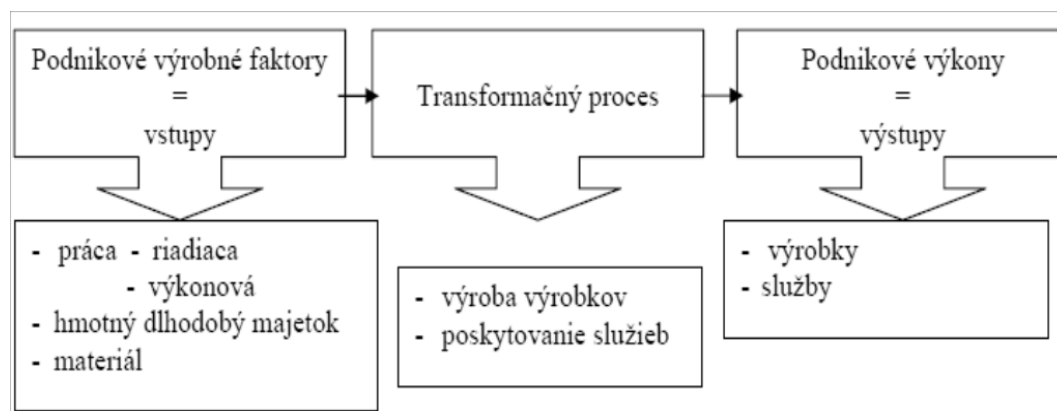 Podnikové výrobné faktory
=
vstupy
Transformačný proces
Podnikové výkony
=
výstupy
- práca - riadiaca
- výkonová
- hmotný dlhodobý majetok
- materiál
- výroba výrobkov
- poskytovanie služieb
- výrobky
- služby